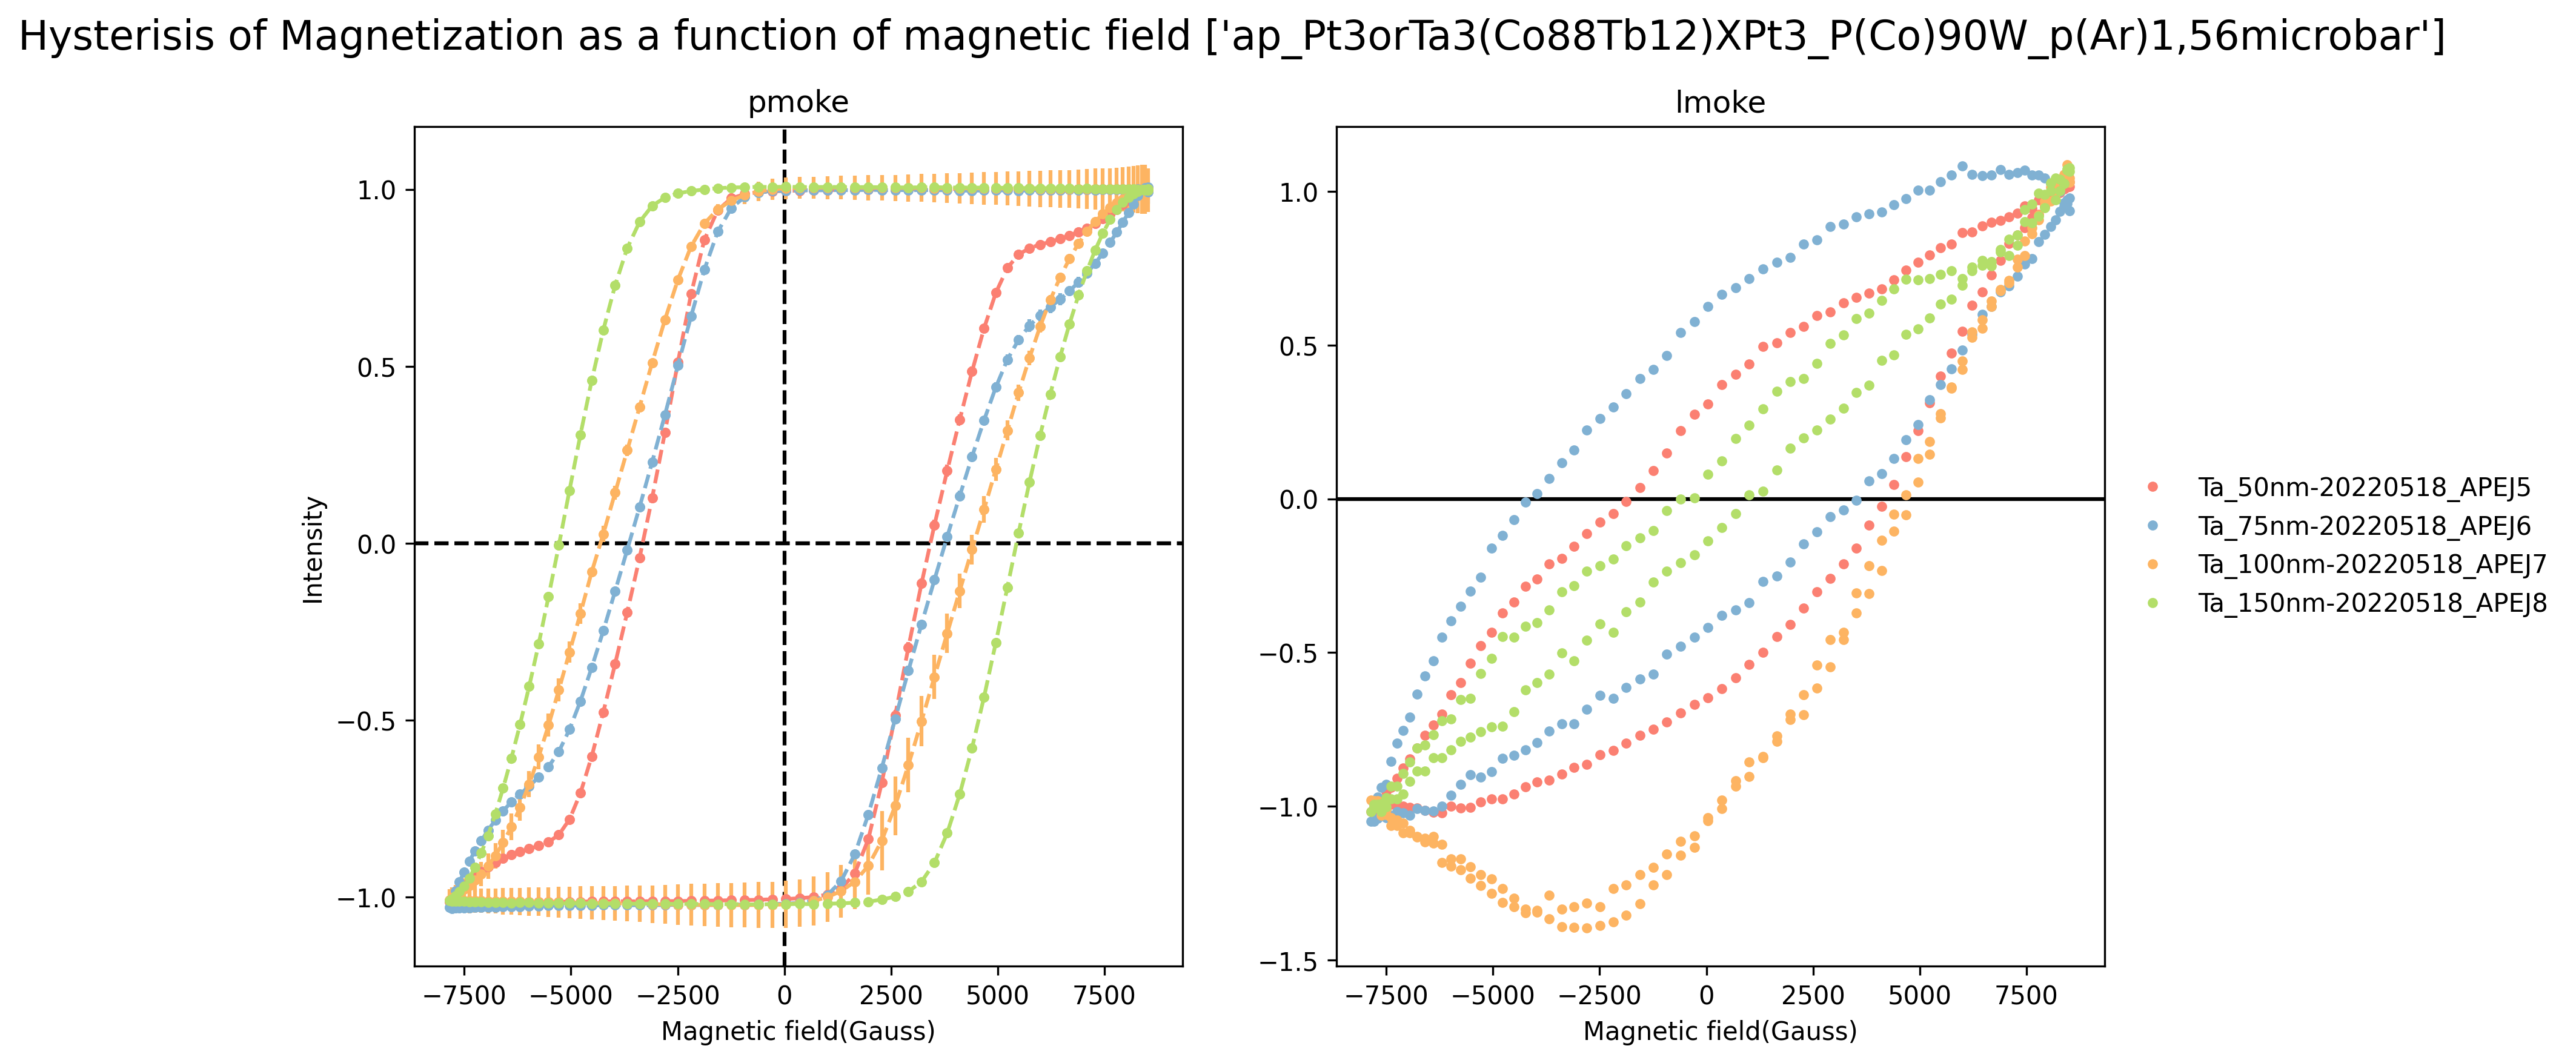 Hysterisis of Magnetization as a function of magnetic field ['ap_Pt3orTa3(Co88Tb12)XPt3_P(Co)90W_p(Ar)1,56microbar']
pmoke
1.0
0.5
0.0
−0.5
−1.0
Intensity
−7500 −5000 −2500 0 2500 5000 7500
Magnetic field(Gauss)
lmoke
1.0
0.5
0.0
−0.5
−1.0
−1.5
−7500 −5000 −2500 0 2500 5000 7500
Magnetic field(Gauss)
Ta_50nm-20220518_APEJ5
Ta_75nm-20220518_APEJ6
Ta_100nm-20220518_APEJ7
Ta_150nm-20220518_APEJ8